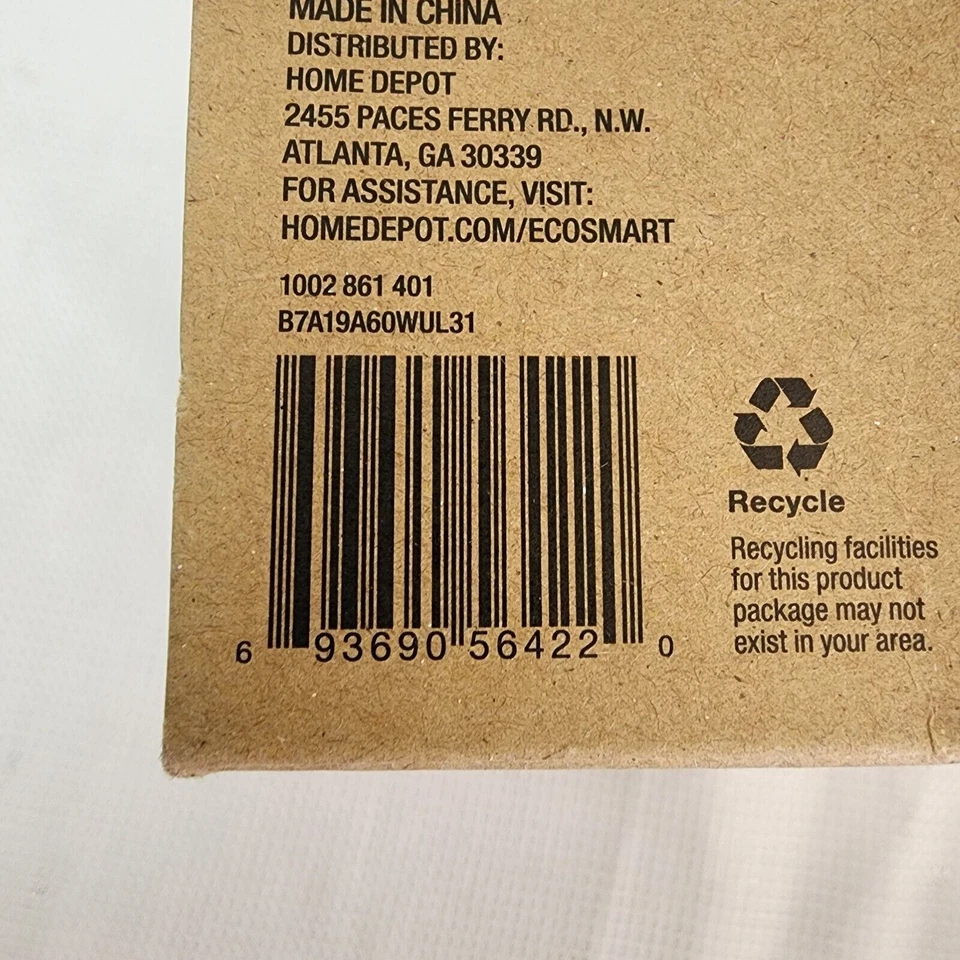 MADE IN CHINA
DISTRIBUTED BY:
HOME DEPOT
2455 PACES FERRY RD., N.W.
ATLANTA, GA 30339
FOR ASSISTANCE, VISIT:
HOMEDEPOT.COM/ECOSMART
1002 861 401
B7A19A60WUL31
6 93690 56422 0
Recycle
Recycling facilities
for this product
package may not
exist in your area.